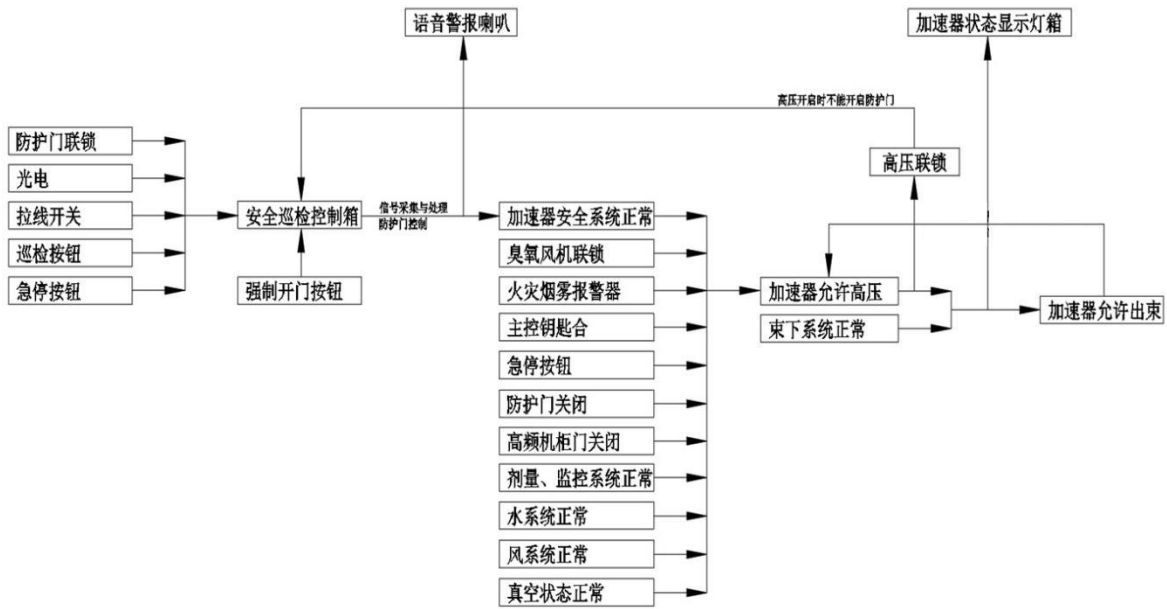 语音警报喇叭
加速器状态显示灯箱
高压开启时不能开启防护门
防护门联锁
光电
拉线开关
巡检按钮
急停按钮
安全巡检控制箱
强制开门按钮
信号采集与处理
防护门控制
加速器安全系统正常
臭氧风机联锁
火灾烟雾报警器
主控钥匙合
急停按钮
防护门关闭
高频机柜门关闭
剂量、监控系统正常
水系统正常
风系统正常
真空状态正常
高压联锁
加速器允许高压
束下系统正常
加速器允许出束